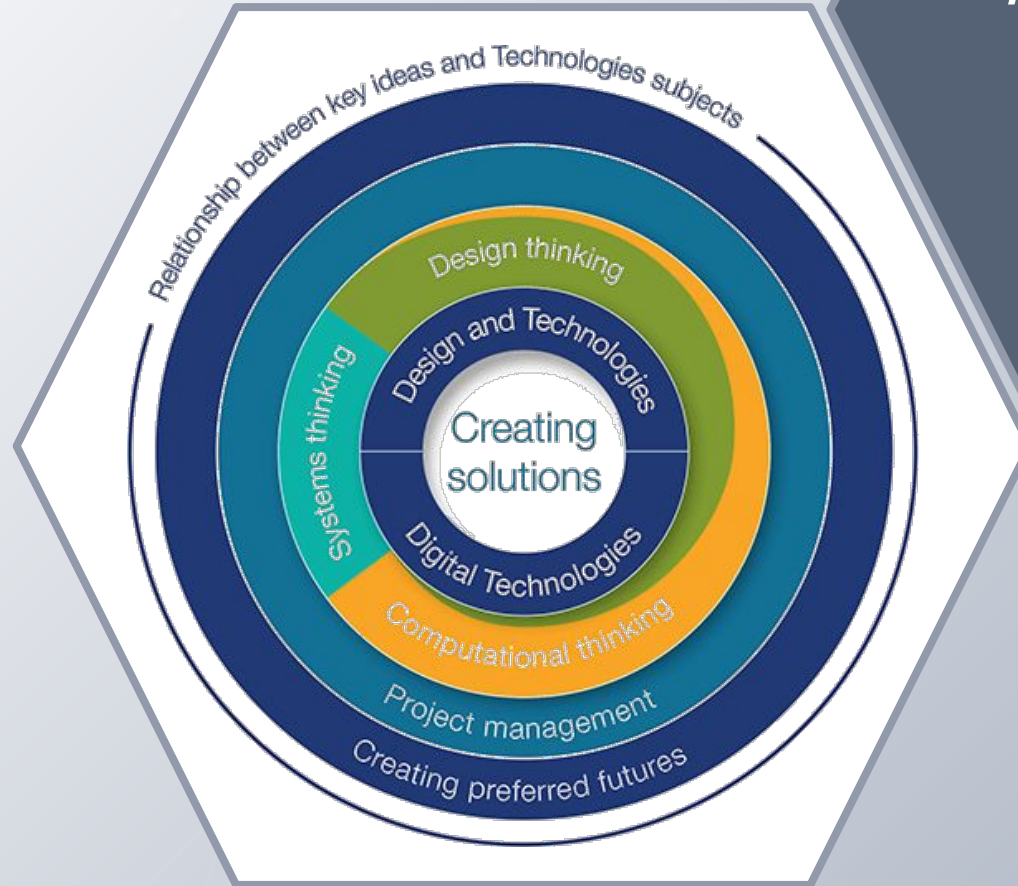 Relationship between key ideas and Technologies subjects
Design thinking
Design and Technologies
Systems thinking
Creating
solutions
Digital Technologies
Computational thinking
Project management
Creating preferred futures